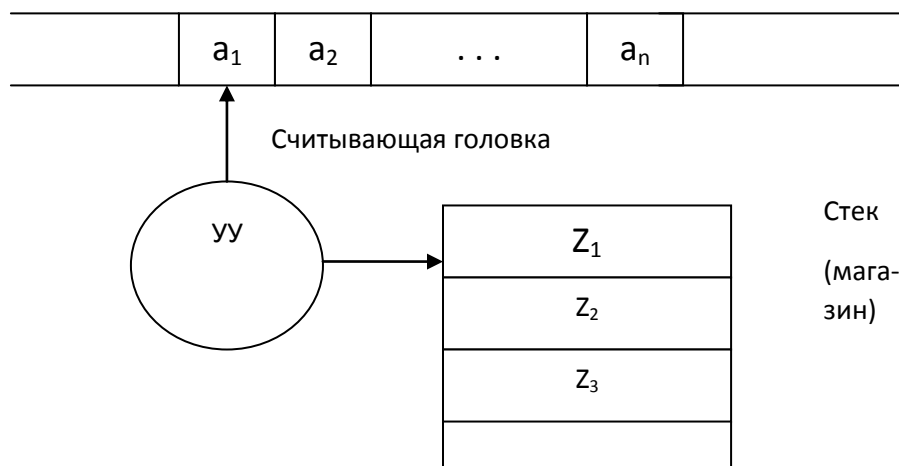 a₁ a₂ . . . aₙ
Считывающая головка
УУ
Z₁
Z₂
Z₃
Стек
(мага-
зин)